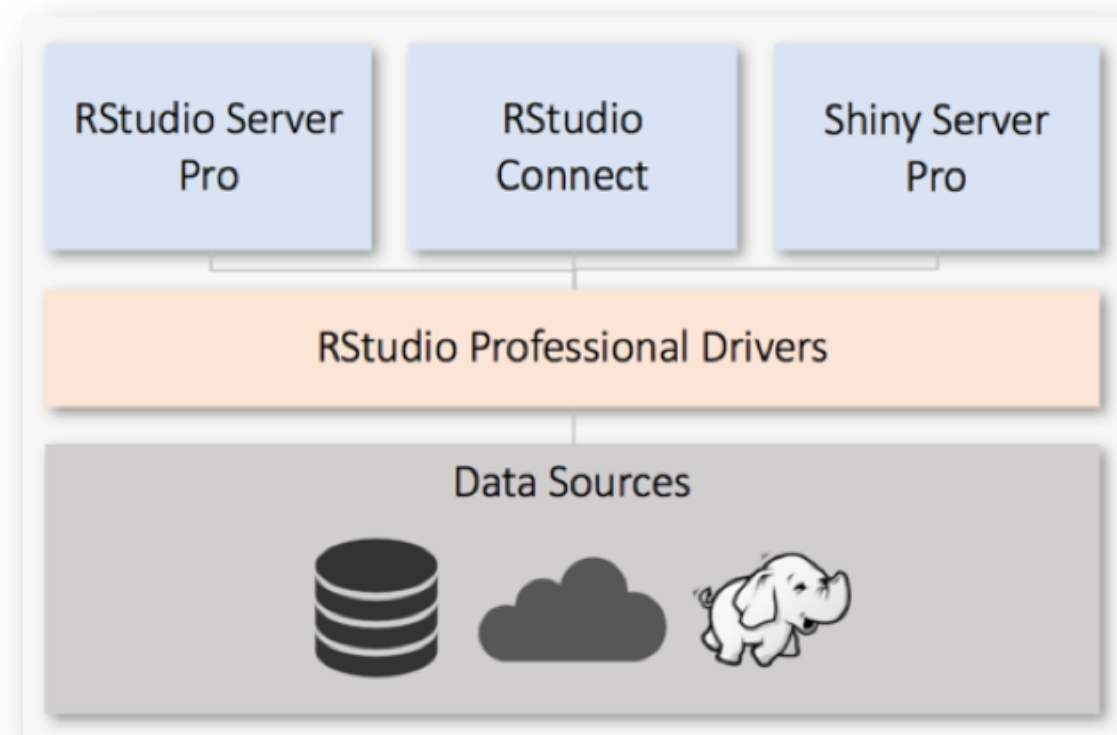 RStudio Server
Pro
RStudio
Connect
Shiny Server
Pro
RStudio Professional Drivers
Data Sources